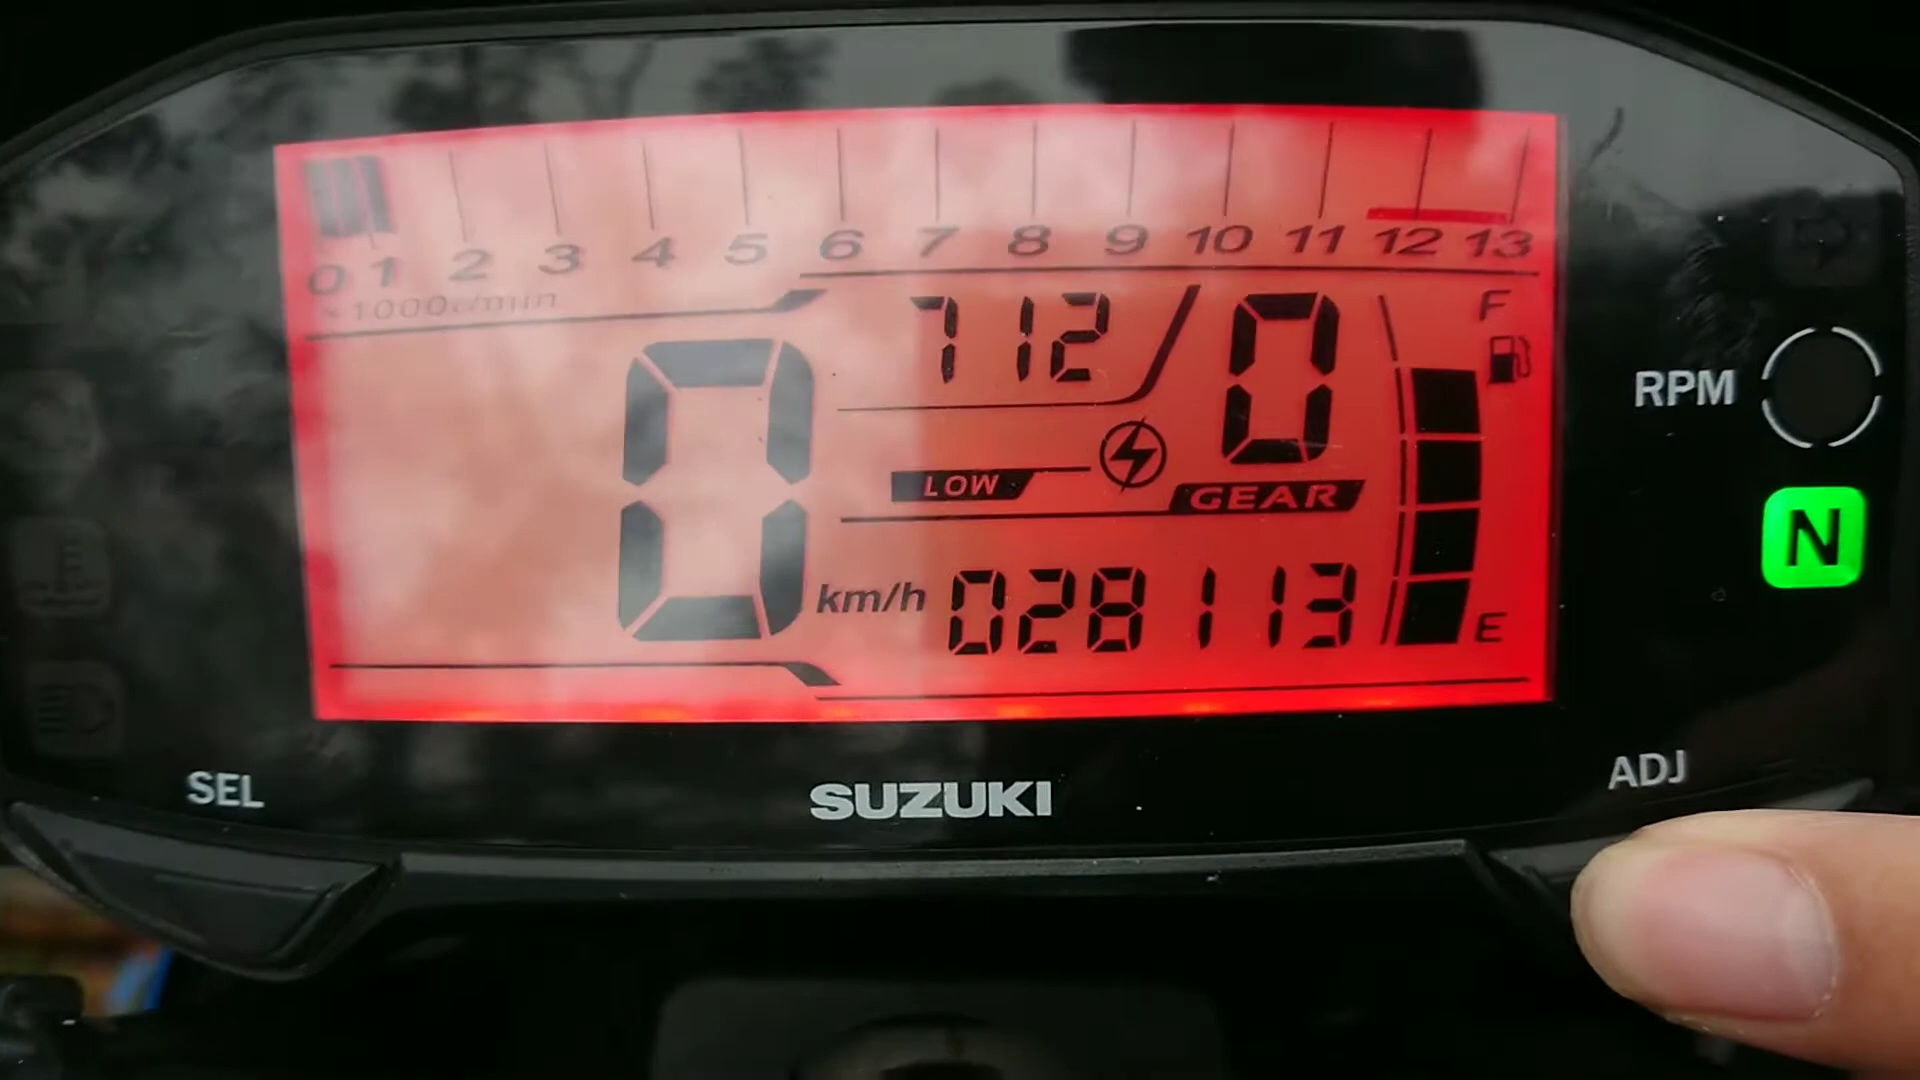 0 1 2 3 4 5 6 7 8 9 10 11 12 13
×1000r/min
712 0 F
RPM
LOW GEAR
N
0 km/h 028113 E
SEL SUZUKI ADJ